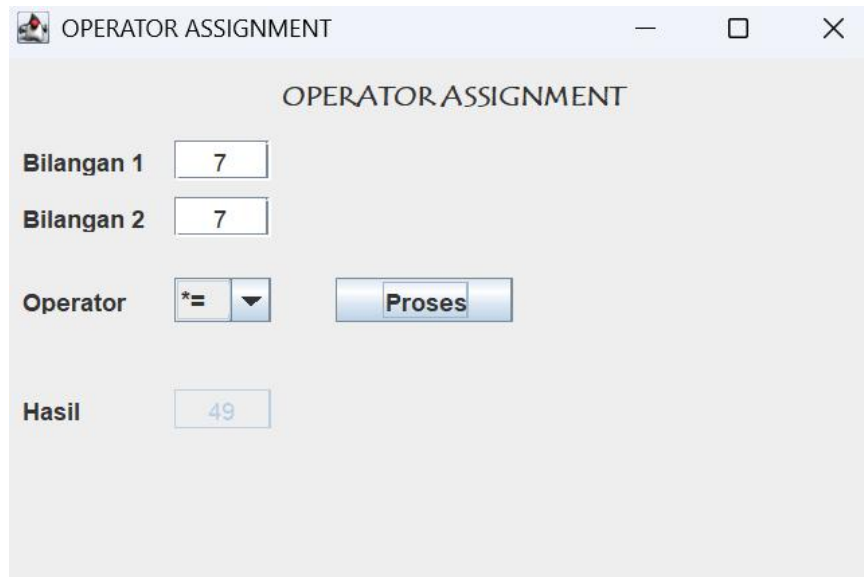 OPERATOR ASSIGNMENT
OPERATOR ASSIGNMENT
Bilangan 1 7
Bilangan 2 7
Operator *= Proses
Hasil 49